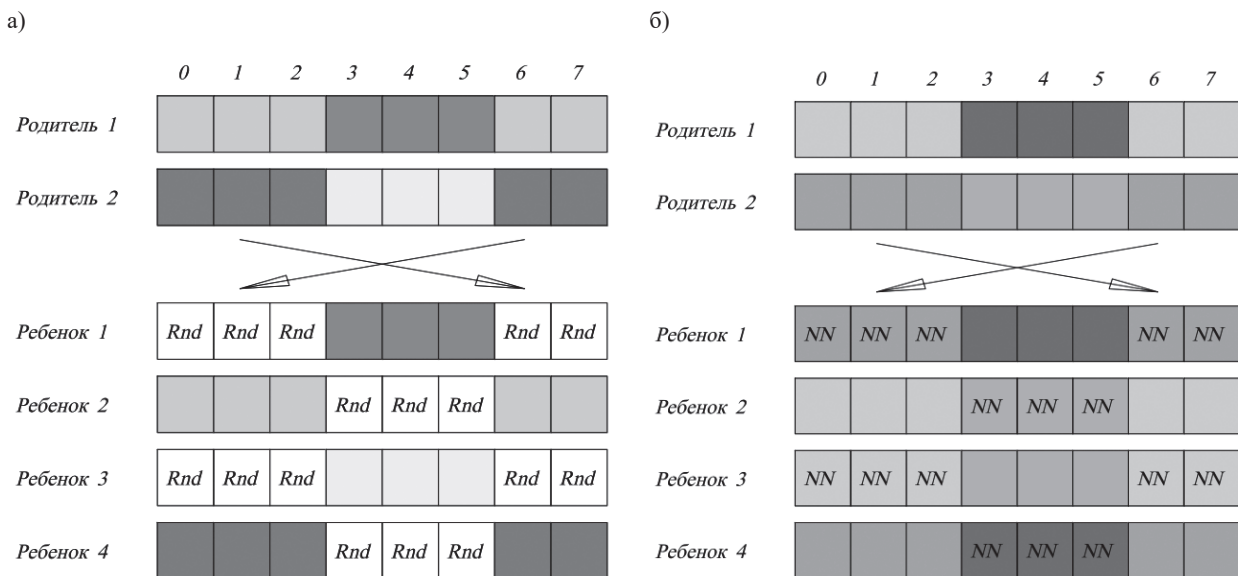 а)
0 1 2 3 4 5 6 7
Родитель 1
Родитель 2
Ребенок 1 Rnd Rnd Rnd Rnd Rnd
Ребенок 2 Rnd Rnd Rnd
Ребенок 3 Rnd Rnd Rnd Rnd Rnd
Ребенок 4 Rnd Rnd Rnd
б)
0 1 2 3 4 5 6 7
Родитель 1
Родитель 2
Ребенок 1 NN NN NN NN NN
Ребенок 2 NN NN NN
Ребенок 3 NN NN NN NN NN
Ребенок 4 NN NN NN